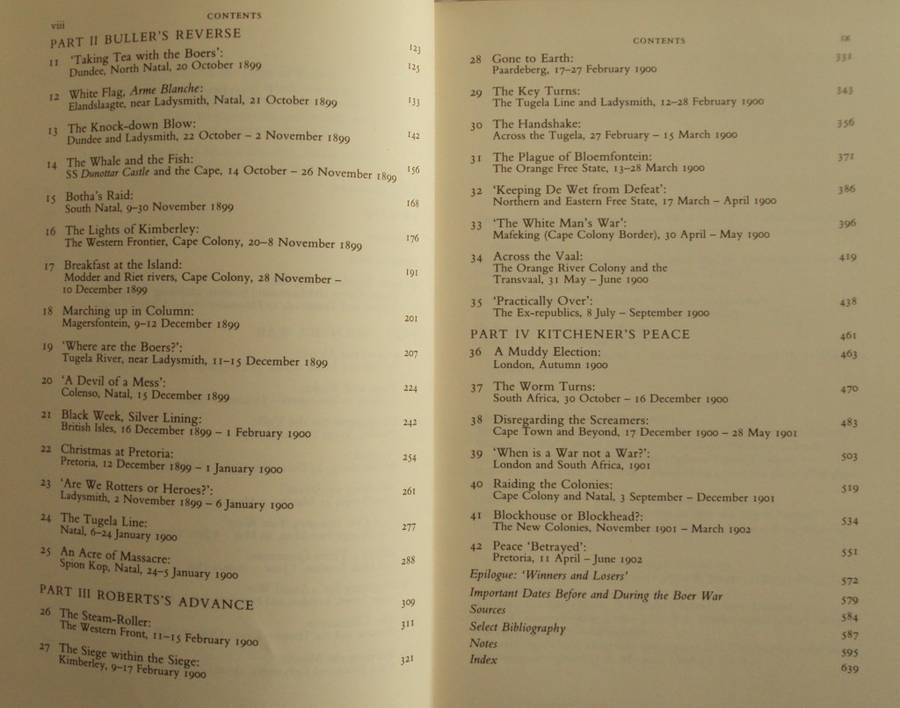 viii
CONTENTS
PART II BULLER'S REVERSE 123
11 'Taking Tea with the Boers': 125
Dundee, North Natal, 20 October 1899
12 White Flag, Arme Blanche: 133
Elandslaagte, near Ladysmith, Natal, 21 October 1899
13 The Knock-down Blow: 142
Dundee and Ladysmith, 22 October – 2 November 1899
14 The Whale and the Fish: 156
SS Dunottar Castle and the Cape, 14 October – 26 November 1899
15 Botha's Raid: 168
South Natal, 9–30 November 1899
16 The Lights of Kimberley: 176
The Western Frontier, Cape Colony, 20–8 November 1899
17 Breakfast at the Island: 191
Modder and Riet rivers, Cape Colony, 28 November –
10 December 1899
18 Marching up in Column: 201
Magersfontein, 9–12 December 1899
19 'Where are the Boers?': 207
Tugela River, near Ladysmith, 11–15 December 1899
20 'A Devil of a Mess': 224
Colenso, Natal, 15 December 1899
21 Black Week, Silver Lining: 242
British Isles, 16 December 1899 – 1 February 1900
22 Christmas at Pretoria: 254
Pretoria, 12 December 1899 – 1 January 1900
23 'Are We Rotters or Heroes?': 261
Ladysmith, 2 November 1899 – 6 January 1900
24 The Tugela Line: 277
Natal, 6–24 January 1900
25 An Acre of Massacre: 288
Spion Kop, Natal, 24–5 January 1900
PART III ROBERTS'S ADVANCE 309
26 The Steam-Roller: 311
The Western Front, 11–15 February 1900
27 The Siege within the Siege: 321
Kimberley, 9–17 February 1900
CONTENTS
ix
28 Gone to Earth: 331
Paardeberg, 17–27 February 1900
29 The Key Turns: 343
The Tugela Line and Ladysmith, 12–28 February 1900
30 The Handshake: 356
Across the Tugela, 27 February – 15 March 1900
31 The Plague of Bloemfontein: 371
The Orange Free State, 13–28 March 1900
32 'Keeping De Wet from Defeat': 386
Northern and Eastern Free State, 17 March – April 1900
33 'The White Man's War': 396
Mafeking (Cape Colony Border), 30 April – May 1900
34 Across the Vaal: 419
The Orange River Colony and the
Transvaal, 31 May – June 1900
35 'Practically Over': 438
The Ex-republics, 8 July – September 1900
PART IV KITCHENER'S PEACE 461
36 A Muddy Election: 463
London, Autumn 1900
37 The Worm Turns: 470
South Africa, 30 October – 16 December 1900
38 Disregarding the Screamers: 483
Cape Town and Beyond, 17 December 1900 – 28 May 1901
39 'When is a War not a War?': 503
London and South Africa, 1901
40 Raiding the Colonies: 519
Cape Colony and Natal, 3 September – December 1901
41 Blockhouse or Blockhead?: 534
The New Colonies, November 1901 – March 1902
42 Peace 'Betrayed': 551
Pretoria, 11 April – June 1902
Epilogue: 'Winners and Losers' 572
Important Dates Before and During the Boer War 579
Sources 584
Select Bibliography 587
Notes 595
Index 639